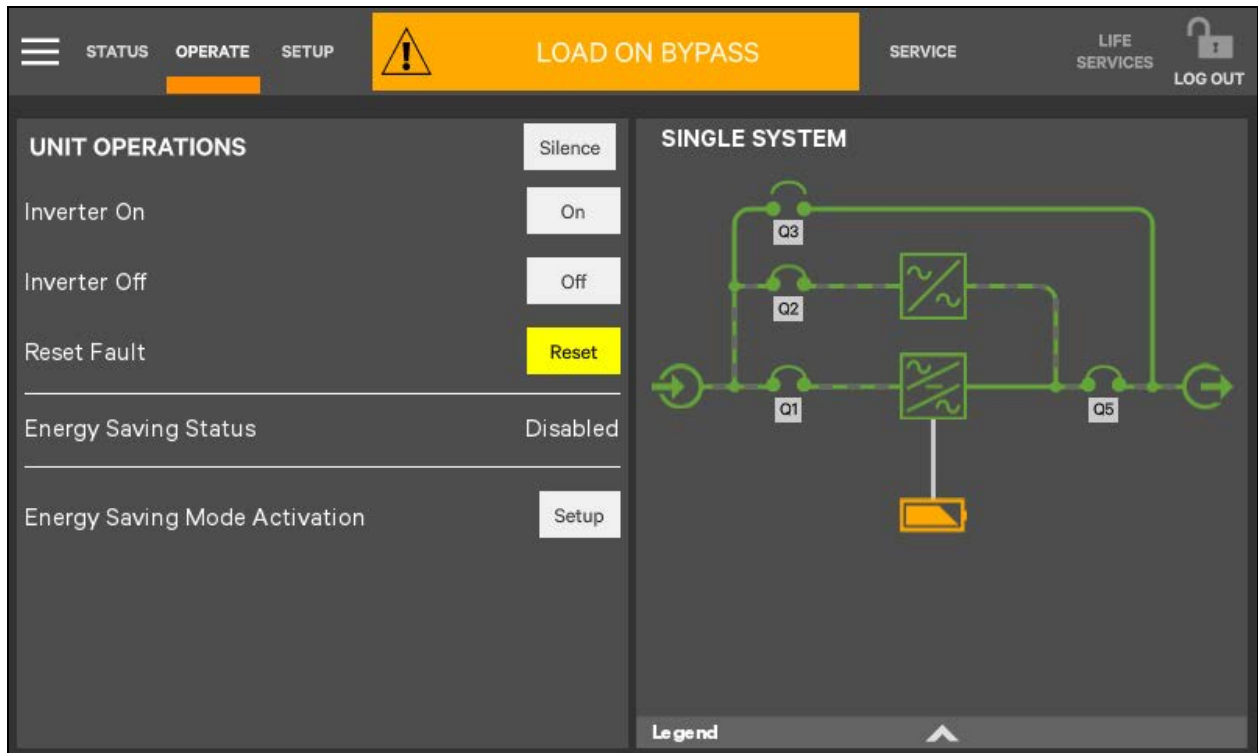 STATUS OPERATE SETUP LOAD ON BYPASS SERVICE LIFE SERVICES LOG OUT
UNIT OPERATIONS Silence
Inverter On On
Inverter Off Off
Reset Fault Reset
Energy Saving Status Disabled
Energy Saving Mode Activation Setup
SINGLE SYSTEM
Q3
Q2
Q1 Q5
Legend